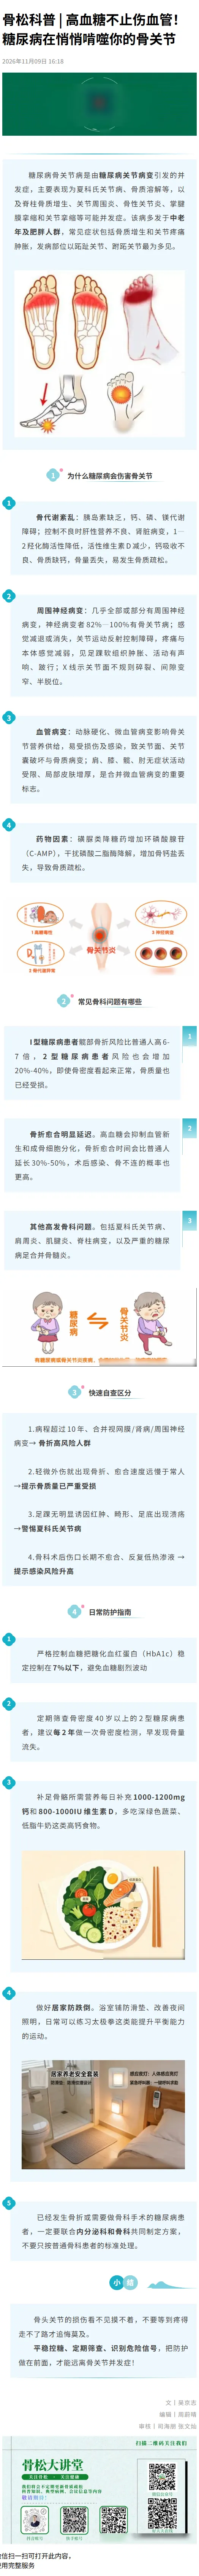 骨松科普 | 高血糖不止伤血管！
糖尿病在悄悄啃噬你的骨关节
2026年11月09日 16:18
糖尿病骨关节病是由糖尿病关节病变引发的并
发症，主要表现为夏科氏关节病、骨质溶解等，以
及脊柱骨质增生、关节周围炎、骨性关节炎、掌腱
膜挛缩和关节挛缩等可能并发症。该病多发于中老
年及肥胖人群，常见症状包括骨质增生和关节疼痛
肿胀，发病部位以跖趾关节、跗跖关节最为多见。
1
为什么糖尿病会伤害骨关节
1
骨代谢紊乱：胰岛素缺乏，钙、磷、镁代谢
障碍；控制不良时肝性营养不良、肾脏病变，1—
2羟化酶活性降低，活性维生素D减少，钙吸收不
良、骨质缺钙，骨量丢失，易发生骨质疏松。
2
周围神经病变：几乎全部或部分有周围神经
病变，神经病变者82%—100%有骨关节病；感
觉减退或消失，关节运动反射控制障碍，疼痛与
本体感觉减弱，见足踝软组织肿胀、活动有声
响、跛行；X线示关节面不规则碎裂、间隙变
窄、半脱位。
3
血管病变：动脉硬化、微血管病变影响骨关
节营养供给，易受损伤及感染，致关节面、关节
囊破坏与骨质病变；肩、膝、髋、肘无症状活动
受限、局部皮肤增厚，是合并微血管病变的重要
标志。
4
药物因素：磺脲类降糖药增加环磷酸腺苷
（C-AMP），干扰磷酸二脂酶降解，增加骨钙盐丢
失，导致骨质疏松。
骨关节炎
2
常见骨科问题有哪些
1
1型糖尿病患者髋部骨折风险比普通人高6-
7倍，2型糖尿病患者风险也会增加
20%-40%，即使骨密度看起来正常，骨质量也
已经受损。
2
骨折愈合明显延迟。高血糖会抑制血管新
生和成骨细胞分化，骨折愈合时间会比普通人
延长30%-50%，术后感染、骨不连的概率也
更高。
3
其他高发骨科问题。包括夏科氏关节病、
肩周炎、肌腱炎、脊柱病变，以及严重的糖尿
病足合并骨髓炎。
糖尿病
骨关节炎
3
快速自查区分
1.病程超过10年、合并视网膜/肾病/周围神经
病变→ 骨折高风险人群
2.轻微外伤就出现骨折、愈合速度远慢于常人
→提示骨质量已严重受损
3.足踝无明显诱因红肿、畸形、足底出现溃疡
→警惕夏科氏关节病
4.骨科术后伤口长期不愈合、反复低热渗液 →
提示感染风险升高
4
日常防护指南
1
严格控制血糖把糖化血红蛋白（HbA1c）稳
定控制在7%以下，避免血糖剧烈波动
2
定期筛查骨密度40岁以上的2型糖尿病患
者，建议每2年做一次骨密度检测，早发现骨量
流失。
3
补足骨骼所需营养每日补充1000-1200mg
钙和800-1000IU维生素D，多吃深绿色蔬菜、
低脂牛奶这类高钙食物。
4
做好居家防跌倒。浴室铺防滑垫、改善夜间
照明，日常可以练习太极拳这类能提升平衡能力
的运动。
居家养老安全套装
5
已经发生骨折或需要做骨科手术的糖尿病患
者，一定要联合内分泌科和骨科共同制定方案，
不要只按普通骨科患者的标准处理。
小结
骨头关节的损伤看不见摸不着，不要等到疼得
走不了路才追悔莫及。
平稳控糖、定期筛查、识别危险信号，把防护
做在前面，才能远离骨关节并发症！
扫描二维码关注我们
骨松大讲堂